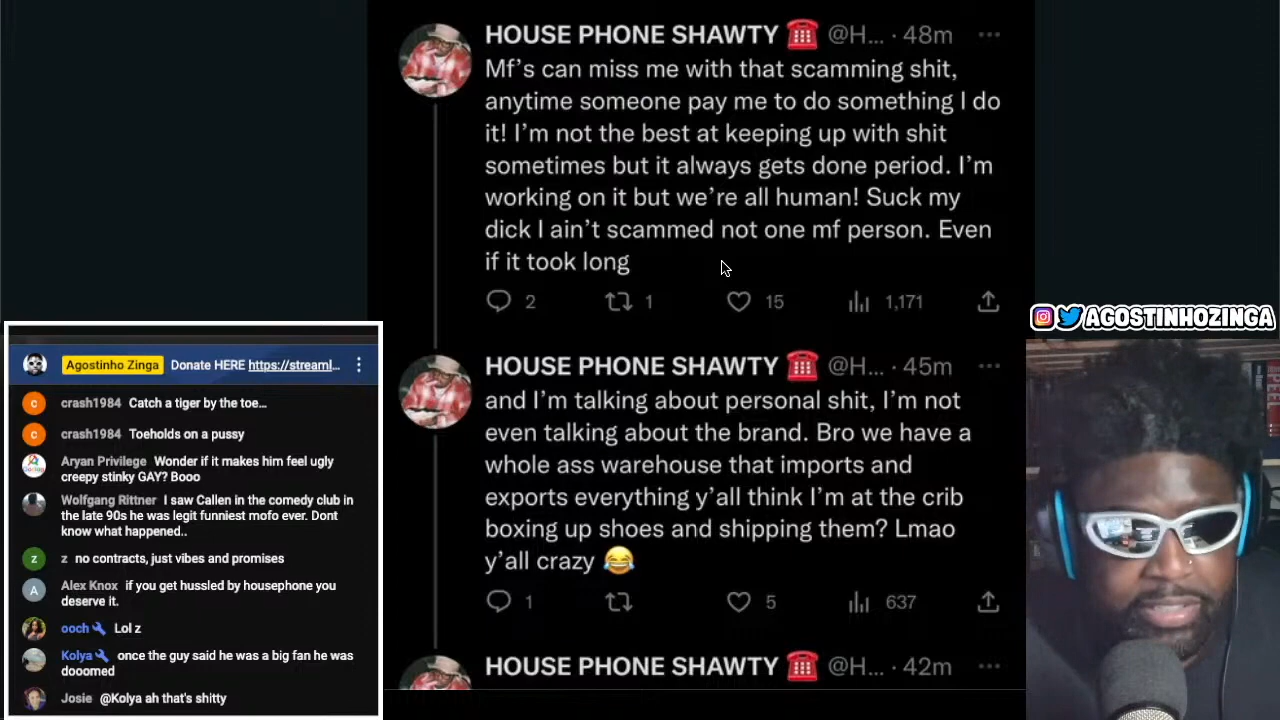 HOUSE PHONE SHAWTY ☎️ @H... · 48m
Mf's can miss me with that scamming shit,
anytime someone pay me to do something I do
it! I'm not the best at keeping up with shit
sometimes but it always gets done period. I'm
working on it but we're all human! Suck my
dick I ain't scammed not one mf person. Even
if it took long
2 1 15 1,171
HOUSE PHONE SHAWTY ☎️ @H... · 45m
and I'm talking about personal shit, I'm not
even talking about the brand. Bro we have a
whole ass warehouse that imports and
exports everything y'all think I'm at the crib
boxing up shoes and shipping them? Lmao
y'all crazy 😂
1 5 637
HOUSE PHONE SHAWTY ☎️ @H... · 42m
Agostinho Zinga Donate HERE https://streaml...
crash1984 Catch a tiger by the toe...
crash1984 Toeholds on a pussy
Aryan Privilege Wonder if it makes him feel ugly
creepy stinky GAY? Booo
Wolfgang Rittner I saw Callen in the comedy club in
the late 90s he was legit funniest mofo ever. Dont
know what happened..
z no contracts, just vibes and promises
Alex Knox if you get hussled by housephone you
deserve it.
ooch Lol z
Kolya once the guy said he was a big fan he was
dooomed
Josie @Kolya ah that's shitty
AGOSTINHOZINGA